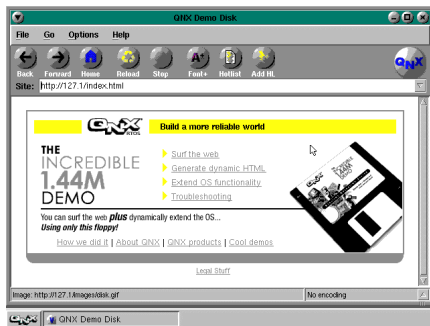 QNX Demo Disk
File Go Options Help
Back Forward Home Reload Stop Font+ Hotlist Add HL
QNX
Site: http://127.1/index.html
QNX RTOS
Build a more reliable world
THE
INCREDIBLE
1.44M
DEMO
Surf the web
Generate dynamic HTML
Extend OS functionality
Troubleshooting
You can surf the web plus dynamically extend the OS...
Using only this floppy!
How we did it | About QNX | QNX products | Cool demos
Legal Stuff
Image: http://127.1/images/disk.gif
No encoding
QNX
QNX Demo Disk